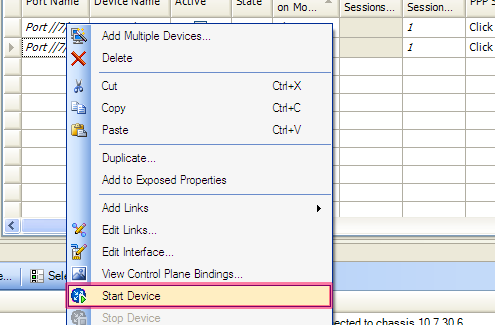 Port Name Device Name Active State on Mo... Sessions... Session... PPP S
Port //7/ 1 Click
Port //7/ 1 Click
Add Multiple Devices...
Delete
Cut Ctrl+X
Copy Ctrl+C
Paste Ctrl+V
Duplicate...
Add to Exposed Properties
Add Links
Edit Links...
Edit Interface...
View Control Plane Bindings...
e... Sele
Start Device
Stop Device
ected to chassis 10.7.30.6